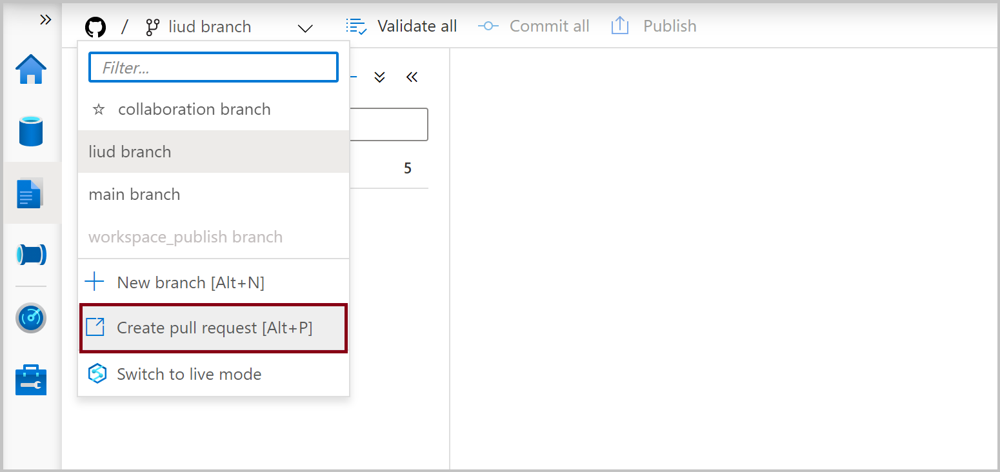 / liud branch
Validate all
Commit all
Publish
Filter...
collaboration branch
liud branch
5
main branch
workspace_publish branch
New branch [Alt+N]
Create pull request [Alt+P]
Switch to live mode